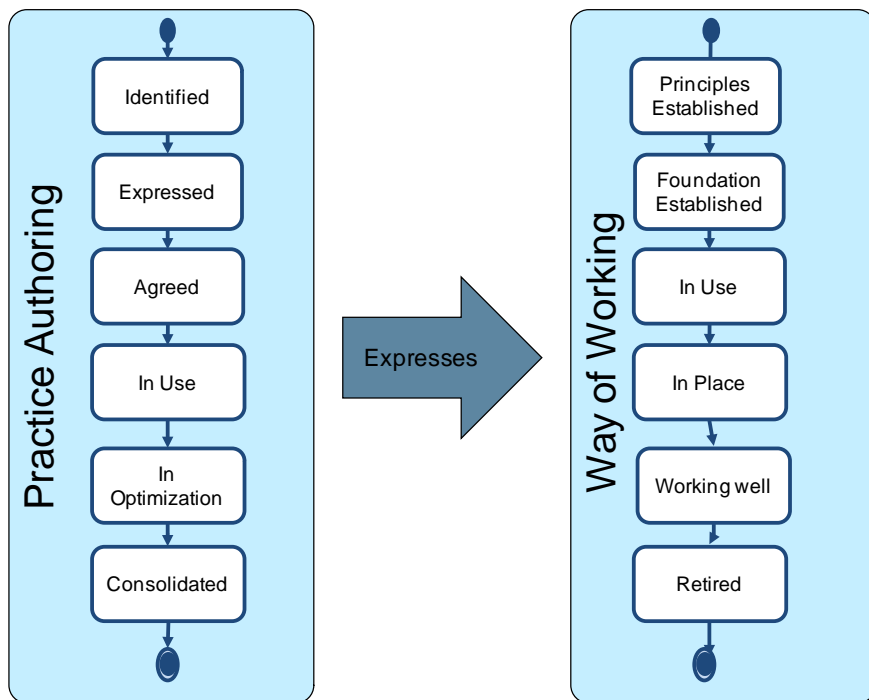 Practice Authoring
Identified
Expressed
Agreed
In Use
In
Optimization
Consolidated
Expresses
Way of Working
Principles
Established
Foundation
Established
In Use
In Place
Working well
Retired